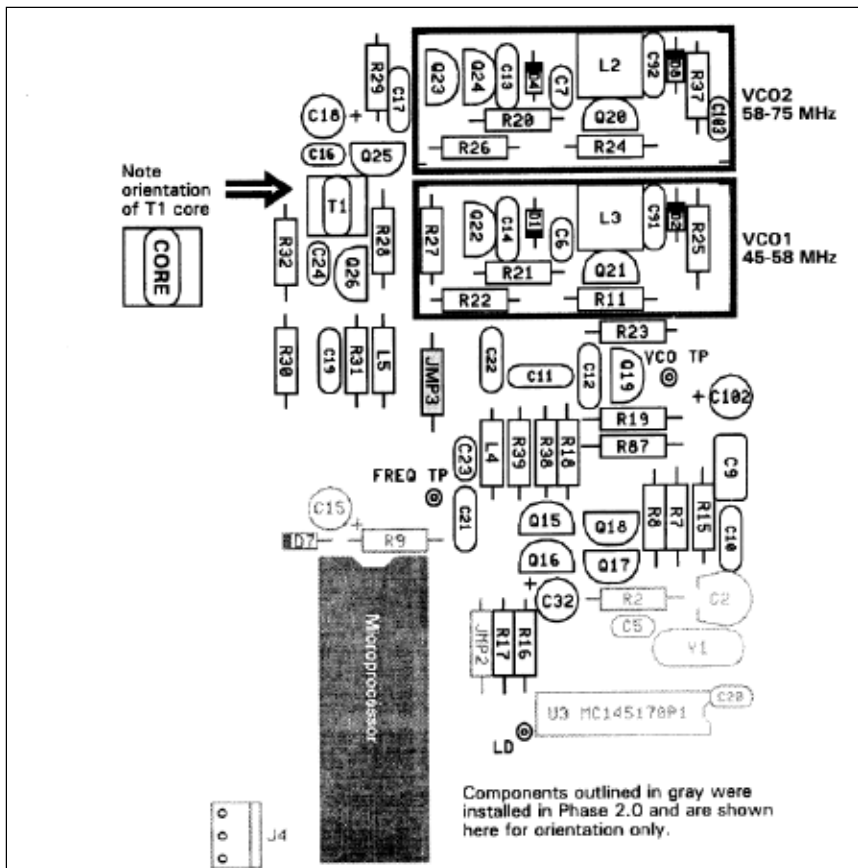 R29
C17
Q23
Q24
C13
D4
C7
L2
C92
D8
R37
C103
VCO2
58-75 MHz
C18 +
R20
Q20
C16
Q25
R26
R24
Note
orientation
of T1 core
T1
CORE
R32
C24
Q26
R28
R27
Q22
C14
D1
C6
L3
C91
D2
R25
VCO1
45-58 MHz
R21
Q21
R22
R11
R23
R30
C19
R31
L5
JMP3
C22
C11
C12
Q19
VCO TP
+ C102
R19
R87
C23
L4
R39
R38
R18
C9
FREQ TP
C15 +
C21
Q15
Q18
R8
R7
R15
C10
D7
R9
Q16
Q17
+ C32
R2
C2
C5
Y1
Microprocessor
JMP2
R17
R16
C20
U3 MC145170P1
LD
Components outlined in gray were
installed in Phase 2.0 and are shown
here for orientation only.
J4